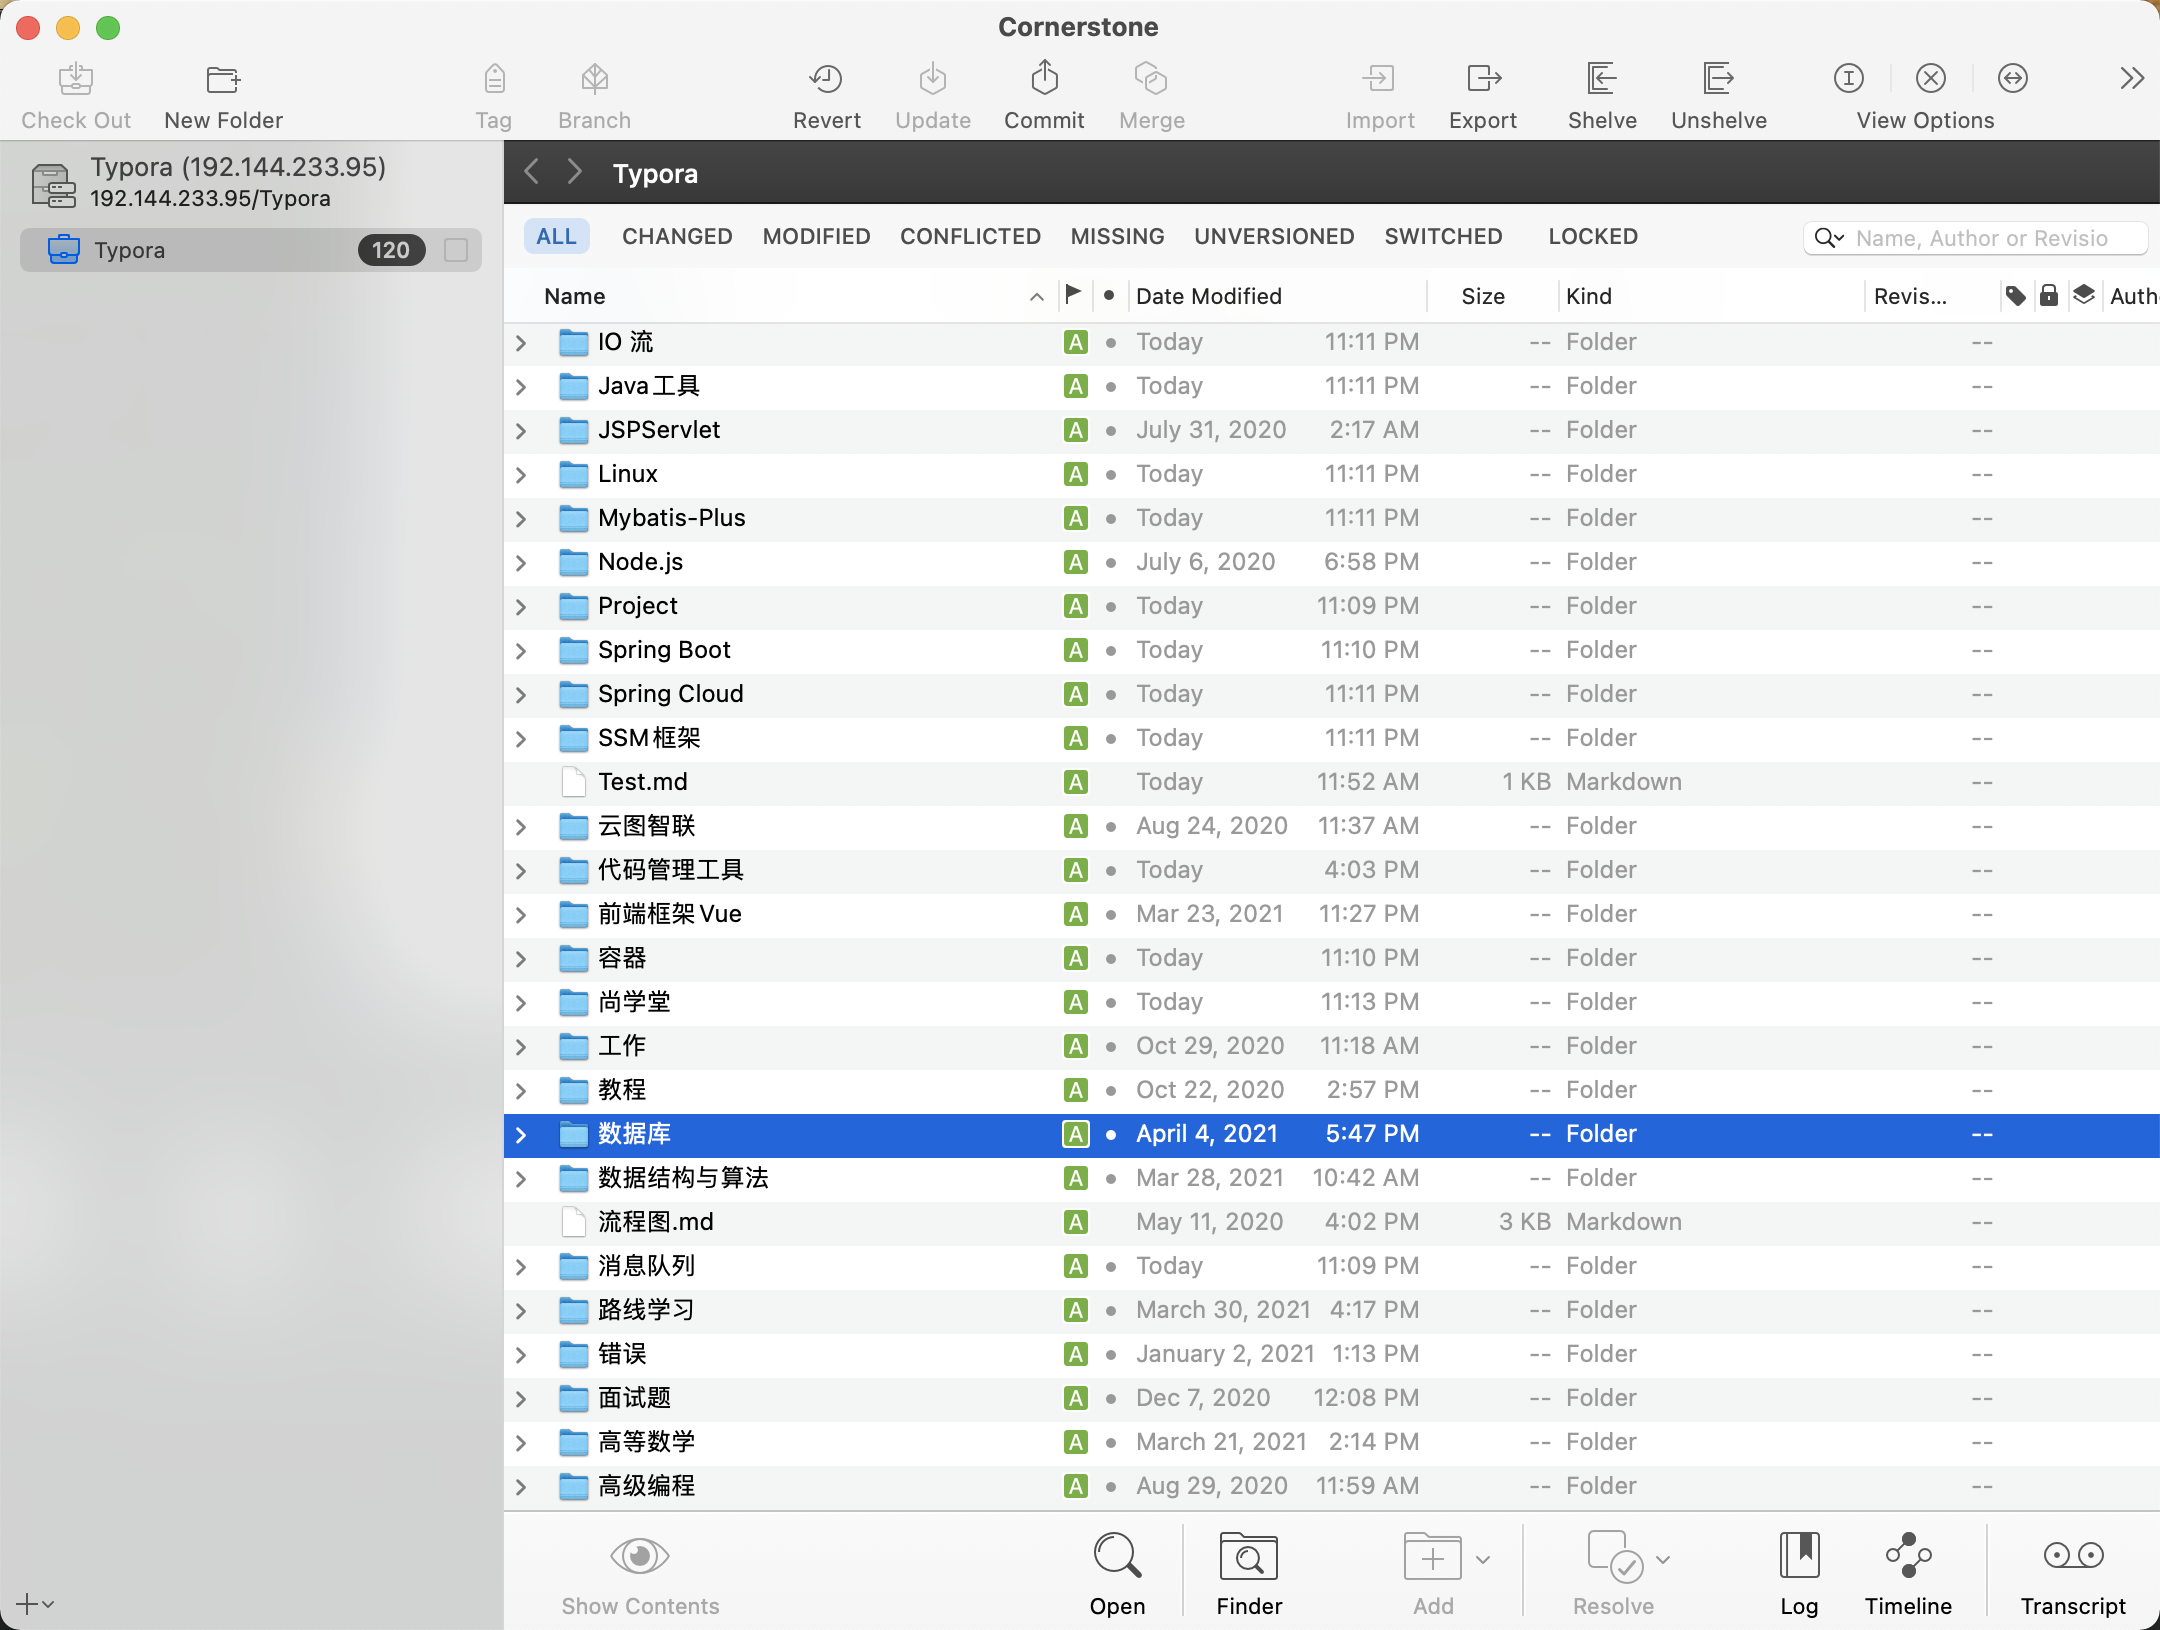 Cornerstone
Check Out New Folder Tag Branch Revert Update Commit Merge Import Export Shelve Unshelve View Options
Typora (192.144.233.95)
192.144.233.95/Typora
Typora 120
Typora
ALL CHANGED MODIFIED CONFLICTED MISSING UNVERSIONED SWITCHED LOCKED Name, Author or Revisio
Name Date Modified Size Kind Revis... Auth
IO 流 A Today 11:11 PM -- Folder --
Java工具 A Today 11:11 PM -- Folder --
JSPServlet A July 31, 2020 2:17 AM -- Folder --
Linux A Today 11:11 PM -- Folder --
Mybatis-Plus A Today 11:11 PM -- Folder --
Node.js A July 6, 2020 6:58 PM -- Folder --
Project A Today 11:09 PM -- Folder --
Spring Boot A Today 11:10 PM -- Folder --
Spring Cloud A Today 11:11 PM -- Folder --
SSM框架 A Today 11:11 PM -- Folder --
Test.md A Today 11:52 AM 1 KB Markdown --
云图智联 A Aug 24, 2020 11:37 AM -- Folder --
代码管理工具 A Today 4:03 PM -- Folder --
前端框架Vue A Mar 23, 2021 11:27 PM -- Folder --
容器 A Today 11:10 PM -- Folder --
尚学堂 A Today 11:13 PM -- Folder --
工作 A Oct 29, 2020 11:18 AM -- Folder --
教程 A Oct 22, 2020 2:57 PM -- Folder --
数据库 A April 4, 2021 5:47 PM -- Folder --
数据结构与算法 A Mar 28, 2021 10:42 AM -- Folder --
流程图.md A May 11, 2020 4:02 PM 3 KB Markdown --
消息队列 A Today 11:09 PM -- Folder --
路线学习 A March 30, 2021 4:17 PM -- Folder --
错误 A January 2, 2021 1:13 PM -- Folder --
面试题 A Dec 7, 2020 12:08 PM -- Folder --
高等数学 A March 21, 2021 2:14 PM -- Folder --
高级编程 A Aug 29, 2020 11:59 AM -- Folder --
Show Contents Open Finder Add Resolve Log Timeline Transcript